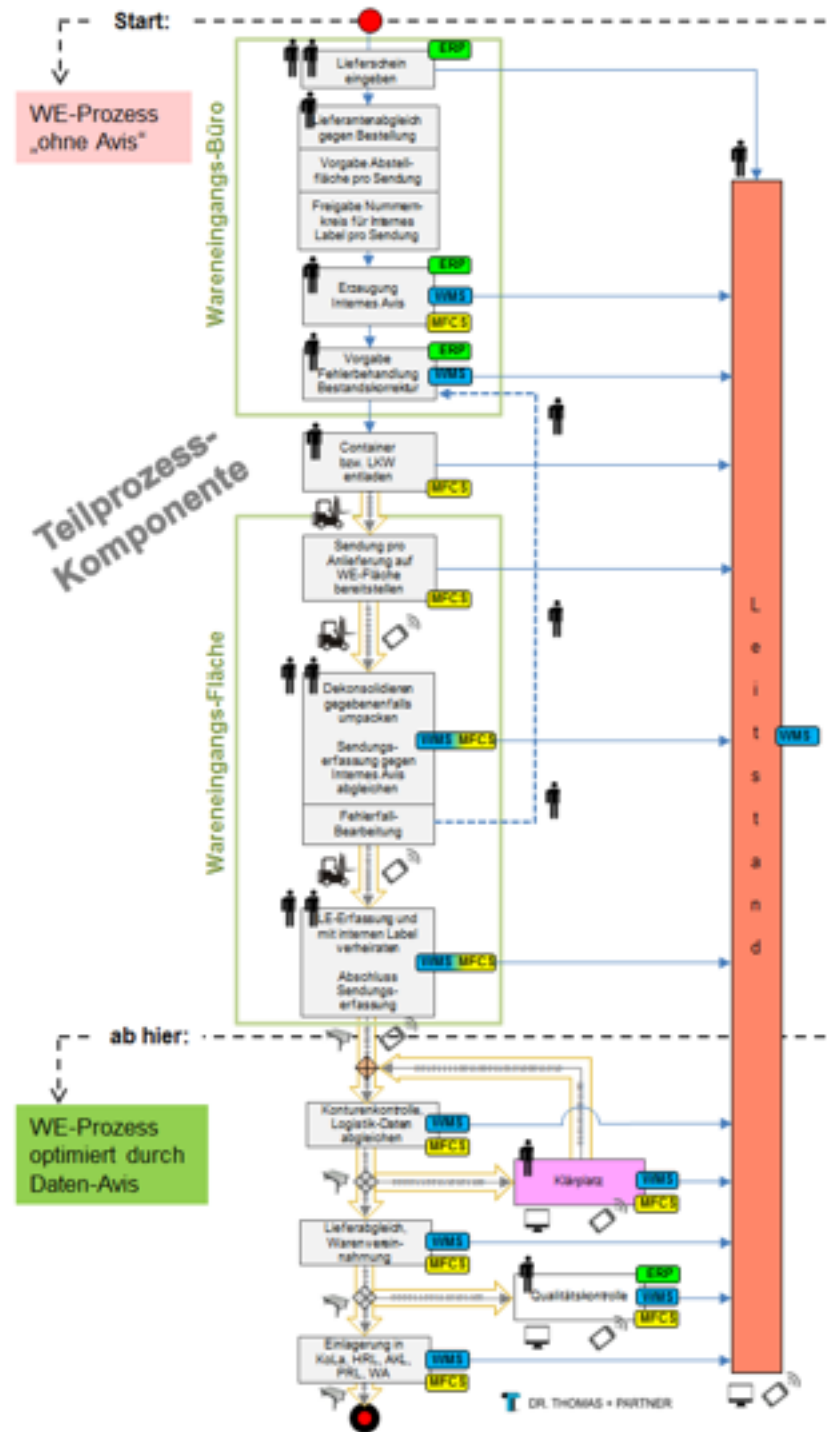 Start:
WE-Prozess
„ohne Avis“
Wareneingangs-Büro
Lieferschein
eingeben
ERP
Lieferantenabgleich
gegen Bestellung
Vorgabe Abstell-
fläche pro Sendung
Freigabe Nummern-
kreis für Internes
Label pro Sendung
Erzeugung
Internes Avis
ERP
WMS
MFCS
Vorgabe
Fehlerbehandlung
Bestandskorrektur
ERP
WMS
Teilprozess-
Komponente
Container
bzw. LKW
entladen
MFCS
Wareneingangs-Fläche
Sendung pro
Anlieferung auf
WE-Fläche
bereitstellen
MFCS
Dekonsolidieren
gegebenenfalls
umpacken
Sendungs-
erfassung gegen
Internes Avis
abgleichen
WMS MFCS
Fehlerfall-
Bearbeitung
LE-Erfassung und
mit internen Label
verheiraten
Abschluss
Sendungs-
erfassung
WMS MFCS
Leitstand
WMS
ab hier:
WE-Prozess
optimiert durch
Daten-Avis
Konturenkontrolle,
Logistik-Daten
abgleichen
WMS
MFCS
Klärplatz
WMS
MFCS
Lieferabgleich,
Warenverein-
nahmung
WMS
MFCS
Qualitätskontrolle
ERP
WMS
MFCS
Einlagerung in
KoLa, HRL, AKL,
PRL, WA
WMS
MFCS
DR. THOMAS + PARTNER